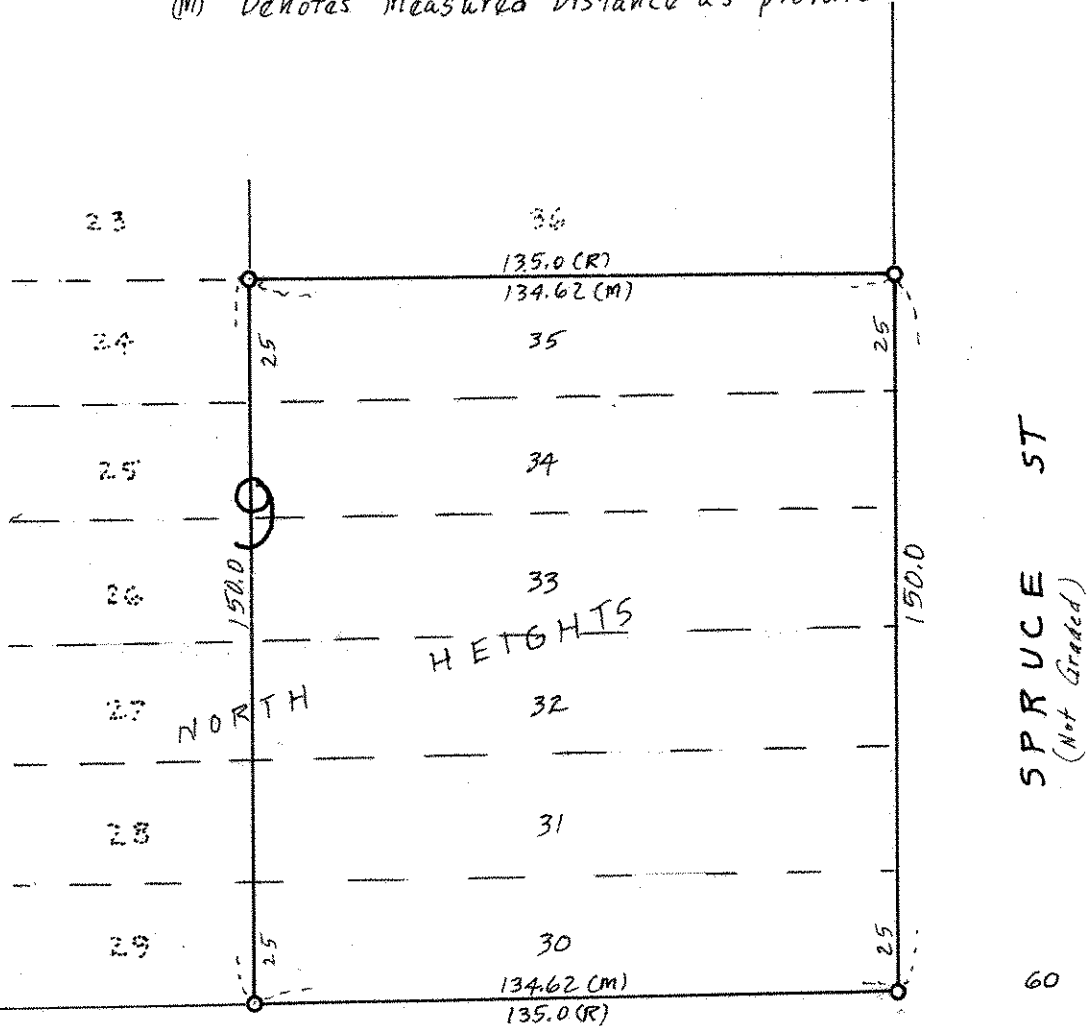 (M) Denotes Measured Distance as
23
36
135.0 (R)
134.62 (M)
24
25
35
25
25
34
9
26
150.0
33
150.0
NORTH HEIGHTS
27
32
28
31
29
25
30
25
134.62 (M)
135.0 (R)
SPRUCE ST
(Not Graded)
60